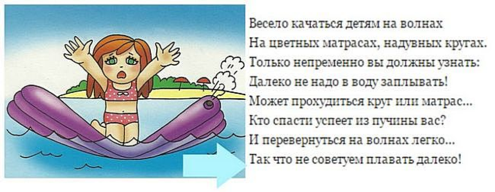 Весело качаться детям на волнах
На цветных матрасах, надувных кругах.
Только непременно вы должны узнать:
Далеко не надо в воду заплывать!
Может прохудиться круг или матрас...
Кто спасти успеет из пучины вас?
И перевернуться на волнах легко...
Так что не советуем плавать далеко!